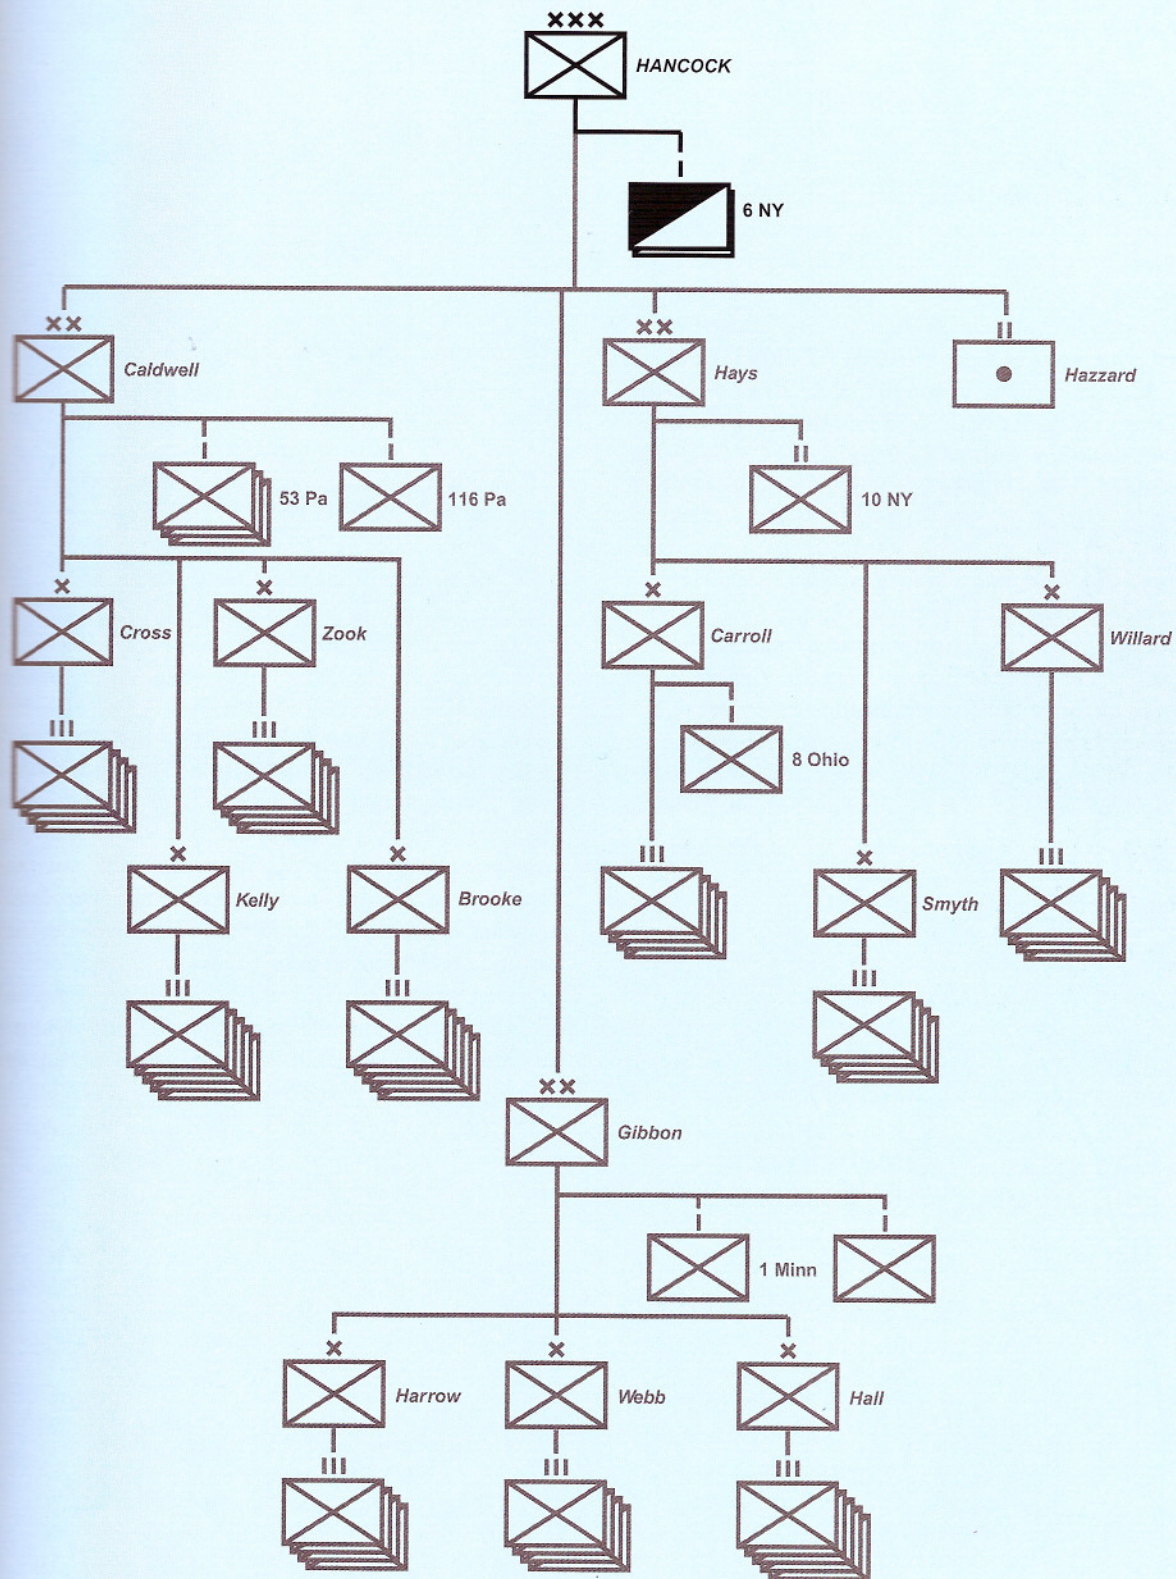 HANCOCK
6 NY
Caldwell
Hays
Hazzard
53 Pa
116 Pa
10 NY
Cross
Zook
Carroll
Willard
8 Ohio
Kelly
Brooke
Smyth
Gibbon
1 Minn
Harrow
Webb
Hall